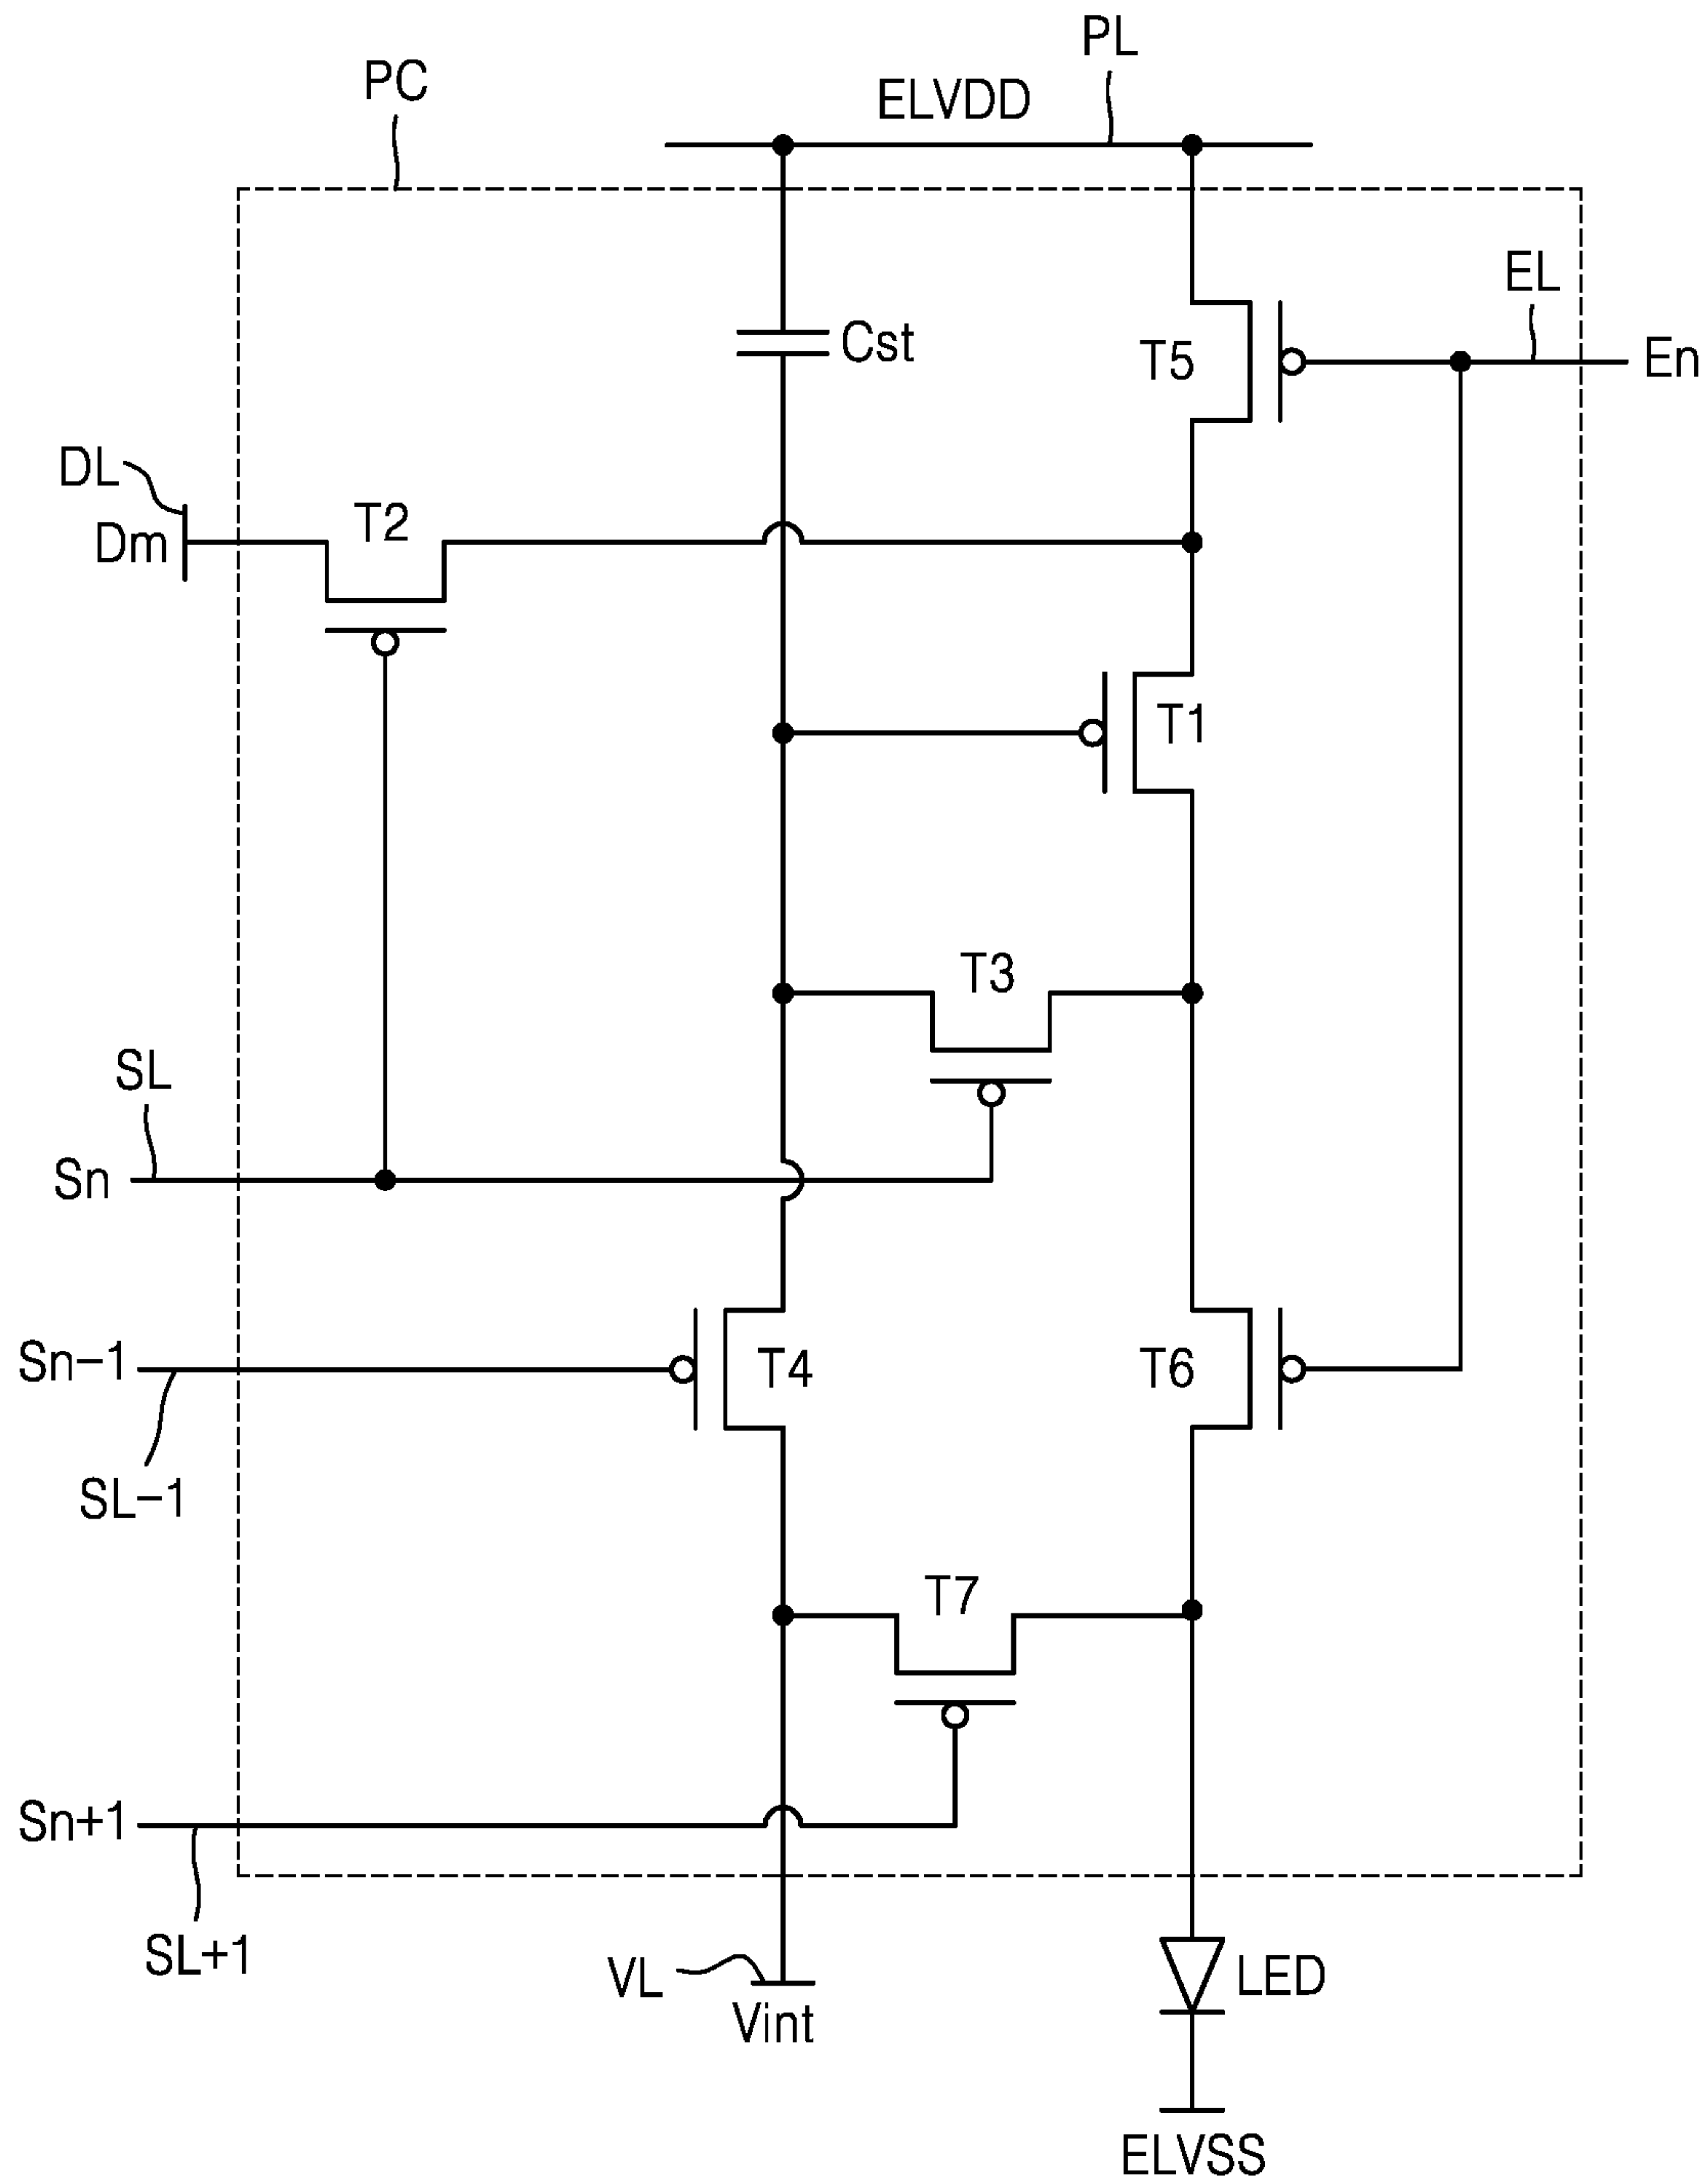 PL
PC
ELVDD
EL
Cst
T5
En
DL
T2
Dm
T1
T3
SL
Sn
Sn−1
T4
T6
SL−1
T7
Sn+1
SL+1
VL
LED
Vint
ELVSS